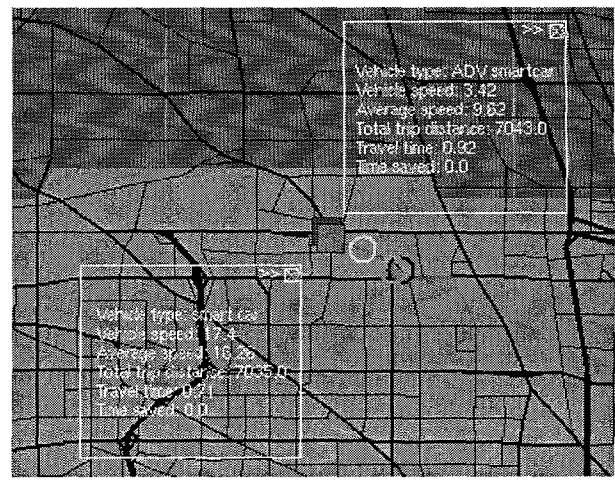 >>
Vehicle type: ADV smartcar
Vehicle speed: 3.42
Average speed: 9.62
Total trip distance: 7043.0
Travel time: 0.92
Time saved: 0.0
>>
Vehicle type: smart car
Vehicle speed: 17.4
Average speed: 16.26
Total trip distance: 7035.0
Travel time: 0.71
Time saved: 0.0